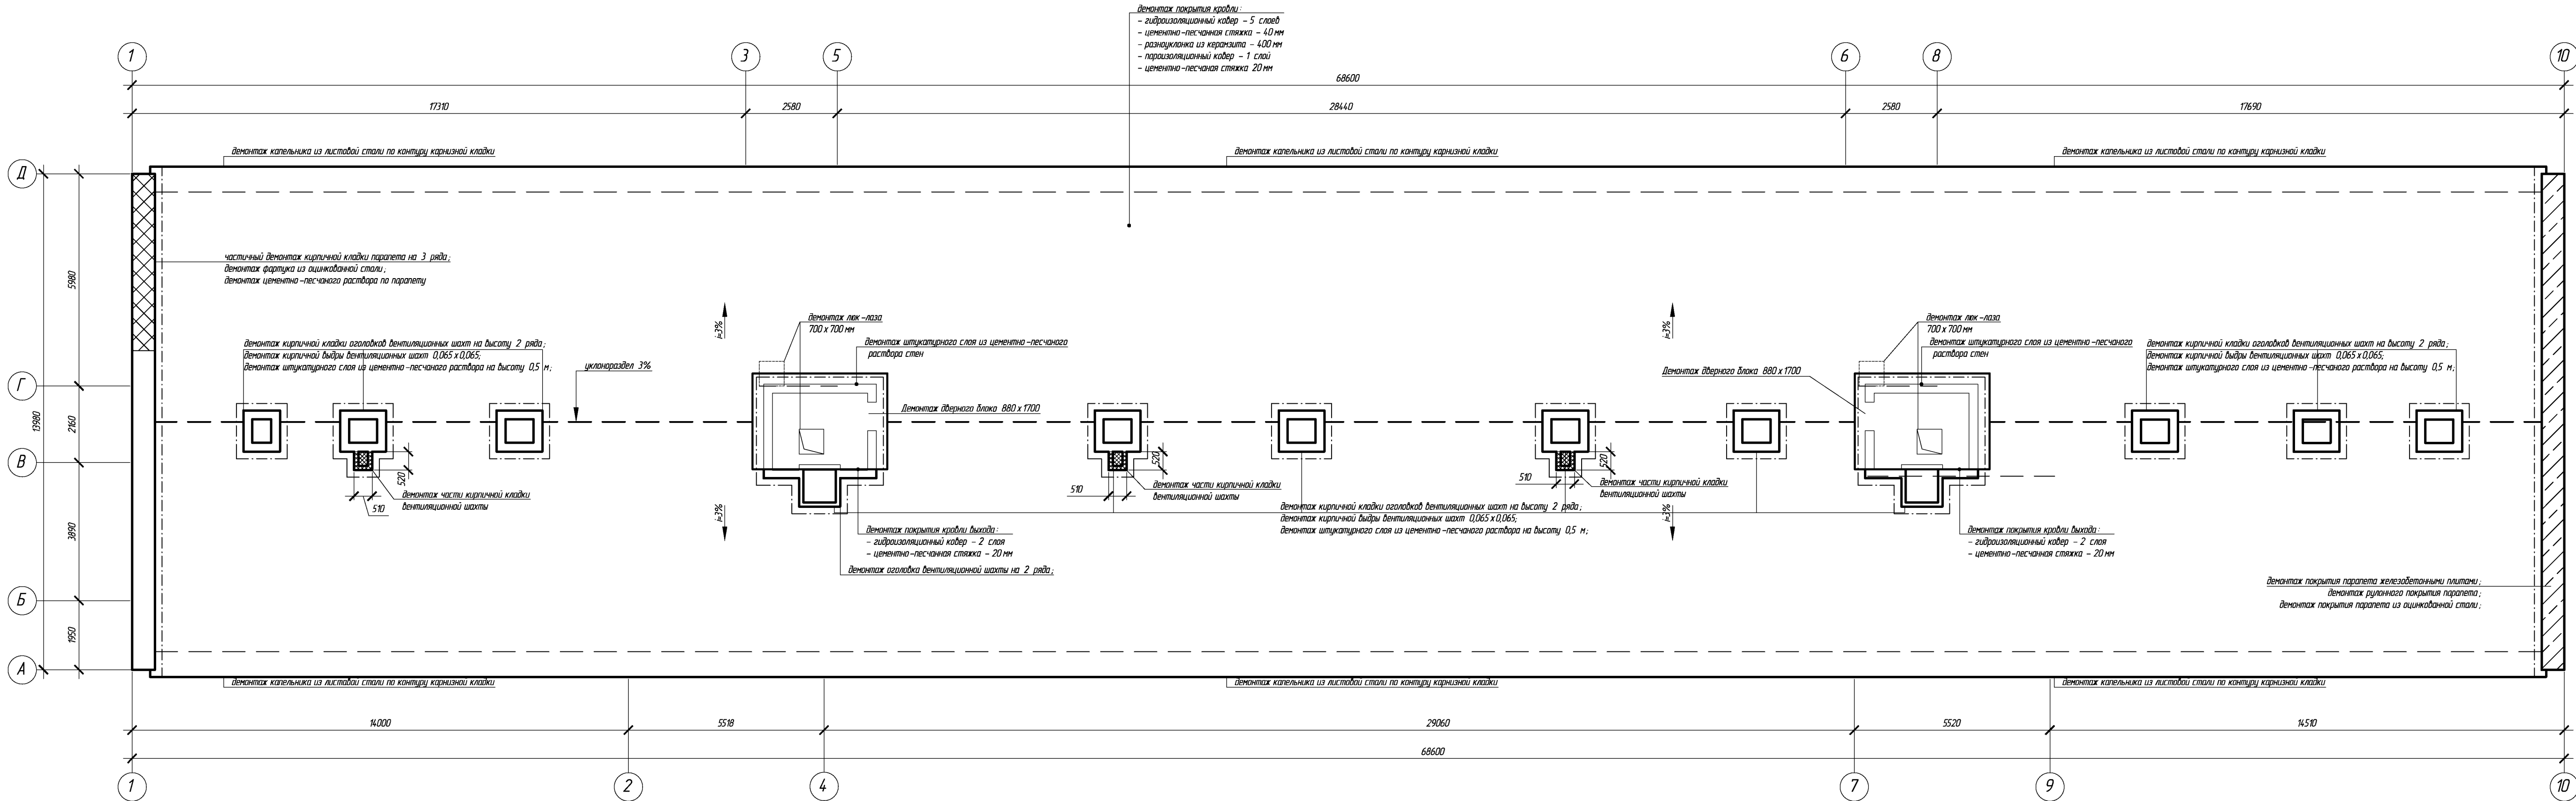 демонтаж покрытия кровли:
- гидроизоляционный ковер - 5 слоев
- цементно-песчанная стяжка - 40 мм
- разноуклонка из керамзита - 400 мм
- пороизоляционный ковер - 1 слой
- цементно-песчаная стяжка 20 мм
1
3
5
6
8
10
68600
17310
2580
28440
2580
17690
демонтаж капельника из листовой стали по контуру карнизной кладки
демонтаж капельника из листовой стали по контуру карнизной кладки
демонтаж капельника из листовой стали по контуру карнизной кладки
Д
Г
В
Б
А
13980
5980
2160
3890
1950
частичный демонтаж кирпичной кладки парапета на 3 ряда;
демонтаж фартука из оцинкованной стали;
демонтаж цементно-песчаного раствора по парапету
демонтаж кирпичной кладки оголовков вентиляционных шахт на высоту 2 ряда;
демонтаж кирпичной выдры вентиляционных шахт 0,065х0,065;
демонтаж штукатурного слоя из цементно-песчаного раствора на высоту 0,5 м;
уклонораздел 3%
i=3%
i=3%
демонтаж люк-лаза
700 х 700 мм
демонтаж штукатурного слоя из цементно-песчаного
раствора стен
Демонтаж дверного блока 880 х1700
i=3%
i=3%
демонтаж люк-лаза
700 х 700 мм
демонтаж штукатурного слоя из цементно-песчаного
раствора стен
Демонтаж дверного блока 880 х1700
демонтаж кирпичной кладки оголовков вентиляционных шахт на высоту 2 ряда;
демонтаж кирпичной выдры вентиляционных шахт 0,065х0,065;
демонтаж штукатурного слоя из цементно-песчаного раствора на высоту 0,5 м;
520
510
демонтаж части кирпичной кладки
вентиляционной шахты
520
510
демонтаж части кирпичной кладки
вентиляционной шахты
520
510
демонтаж части кирпичной кладки
вентиляционной шахты
демонтаж кирпичной кладки оголовков вентиляционных шахт на высоту 2 ряда;
демонтаж кирпичной выдры вентиляционных шахт 0,065х0,065;
демонтаж штукатурного слоя из цементно-песчаного раствора на высоту 0,5 м;
демонтаж покрытия кровли выхода:
- гидроизоляционный ковер - 2 слоя
- цементно-песчанная стяжка - 20 мм
демонтаж оголовка вентиляционной шахты на 2 ряда;
демонтаж покрытия кровли выхода:
- гидроизоляционный ковер - 2 слоя
- цементно-песчанная стяжка - 20 мм
демонтаж покрытия парапета железобетонными плитами;
демонтаж рулонного покрытия парапета;
демонтаж покрытия парапета из оцинкованной стали;
демонтаж капельника из листовой стали по контуру карнизной кладки
демонтаж капельника из листовой стали по контуру карнизной кладки
демонтаж капельника из листовой стали по контуру карнизной кладки
14000
5518
29060
5520
14510
68600
1
2
4
7
9
10